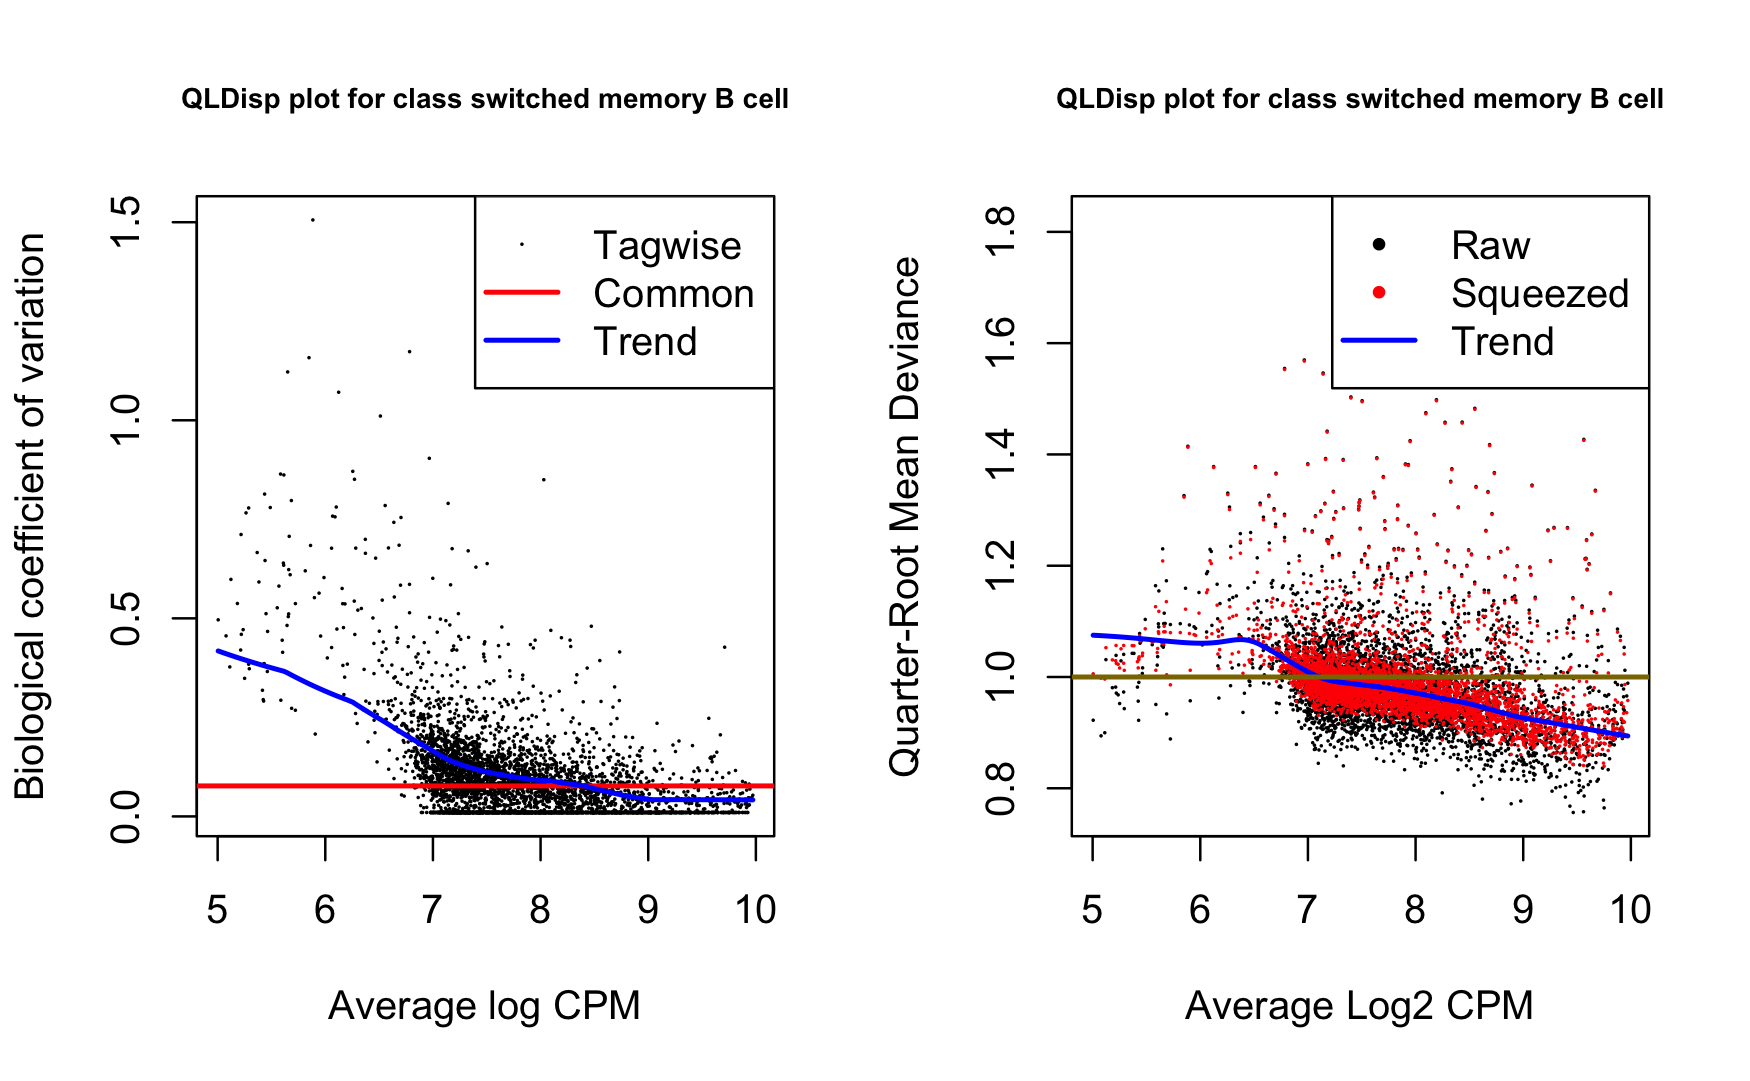 QLDisp plot for class switched memory B cell
Biological coefficient of variation
1.5
1.0
0.5
0.0
Tagwise
Common
Trend
5 6 7 8 9 10
Average log CPM
QLDisp plot for class switched memory B cell
Quarter-Root Mean Deviance
1.8
1.6
1.4
1.2
1.0
0.8
Raw
Squeezed
Trend
5 6 7 8 9 10
Average Log2 CPM